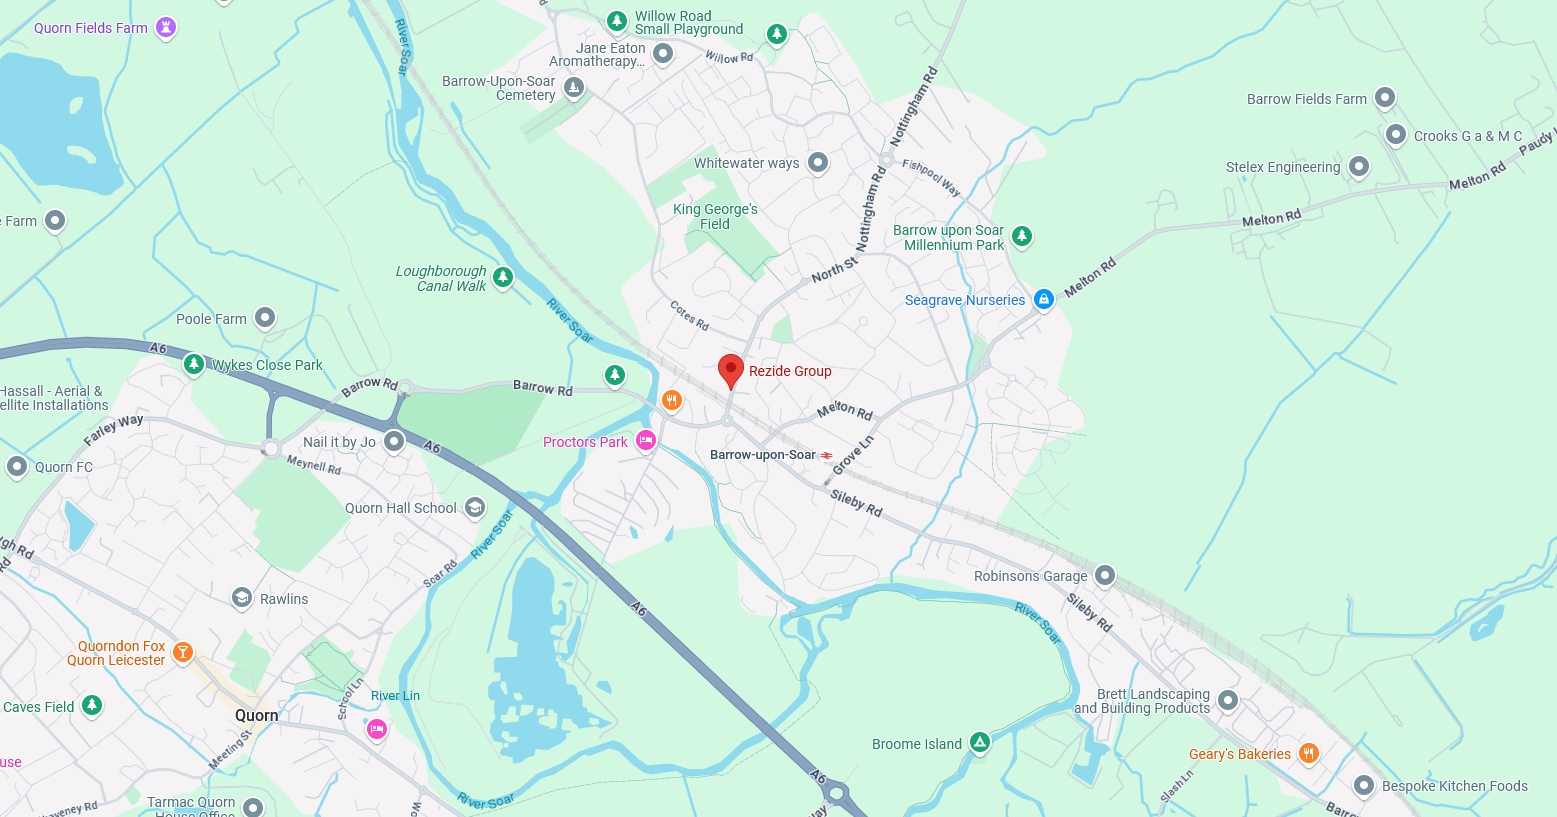 Quorn Fields Farm
River Soar
Willow Road
Small Playground
Jane Eaton
Aromatherapy...
Willow Rd
Barrow-Upon-Soar
Cemetery
Nottingham Rd
Barrow Fields Farm
Crooks G a & M C
Whitewater ways
Fishpool Way
Stelex Engineering
Melton Rd
King George's
Field
Nottingham Rd
Melton Rd
Farm
Barrow upon Soar
Millennium Park
Loughborough
Canal Walk
North St
Melton Rd
Seagrave Nurseries
Poole Farm
River Soar
Cotes Rd
A6
Wykes Close Park
Rezide Group
Hassall - Aerial &
ellite Installations
Barrow Rd
Barrow Rd
Melton Rd
Farley Way
Nail it by Jo
A6
Proctors Park
Barrow-upon-Soar
Grove Ln
Quorn FC
Meynell Rd
Sileby Rd
Quorn Hall School
River Soar
gh Rd
Soar Rd
Robinsons Garage
Rawlins
A6
Sileby Rd
River Soar
Quorndon Fox
Quorn Leicester
School Ln
River Lin
Brett Landscaping
and Building Products
Caves Field
Quorn
Meeting St
Broome Island
Geary's Bakeries
use
A6
Slash Ln
Bespoke Kitchen Foods
Tarmac Quorn
House Office
River Soar